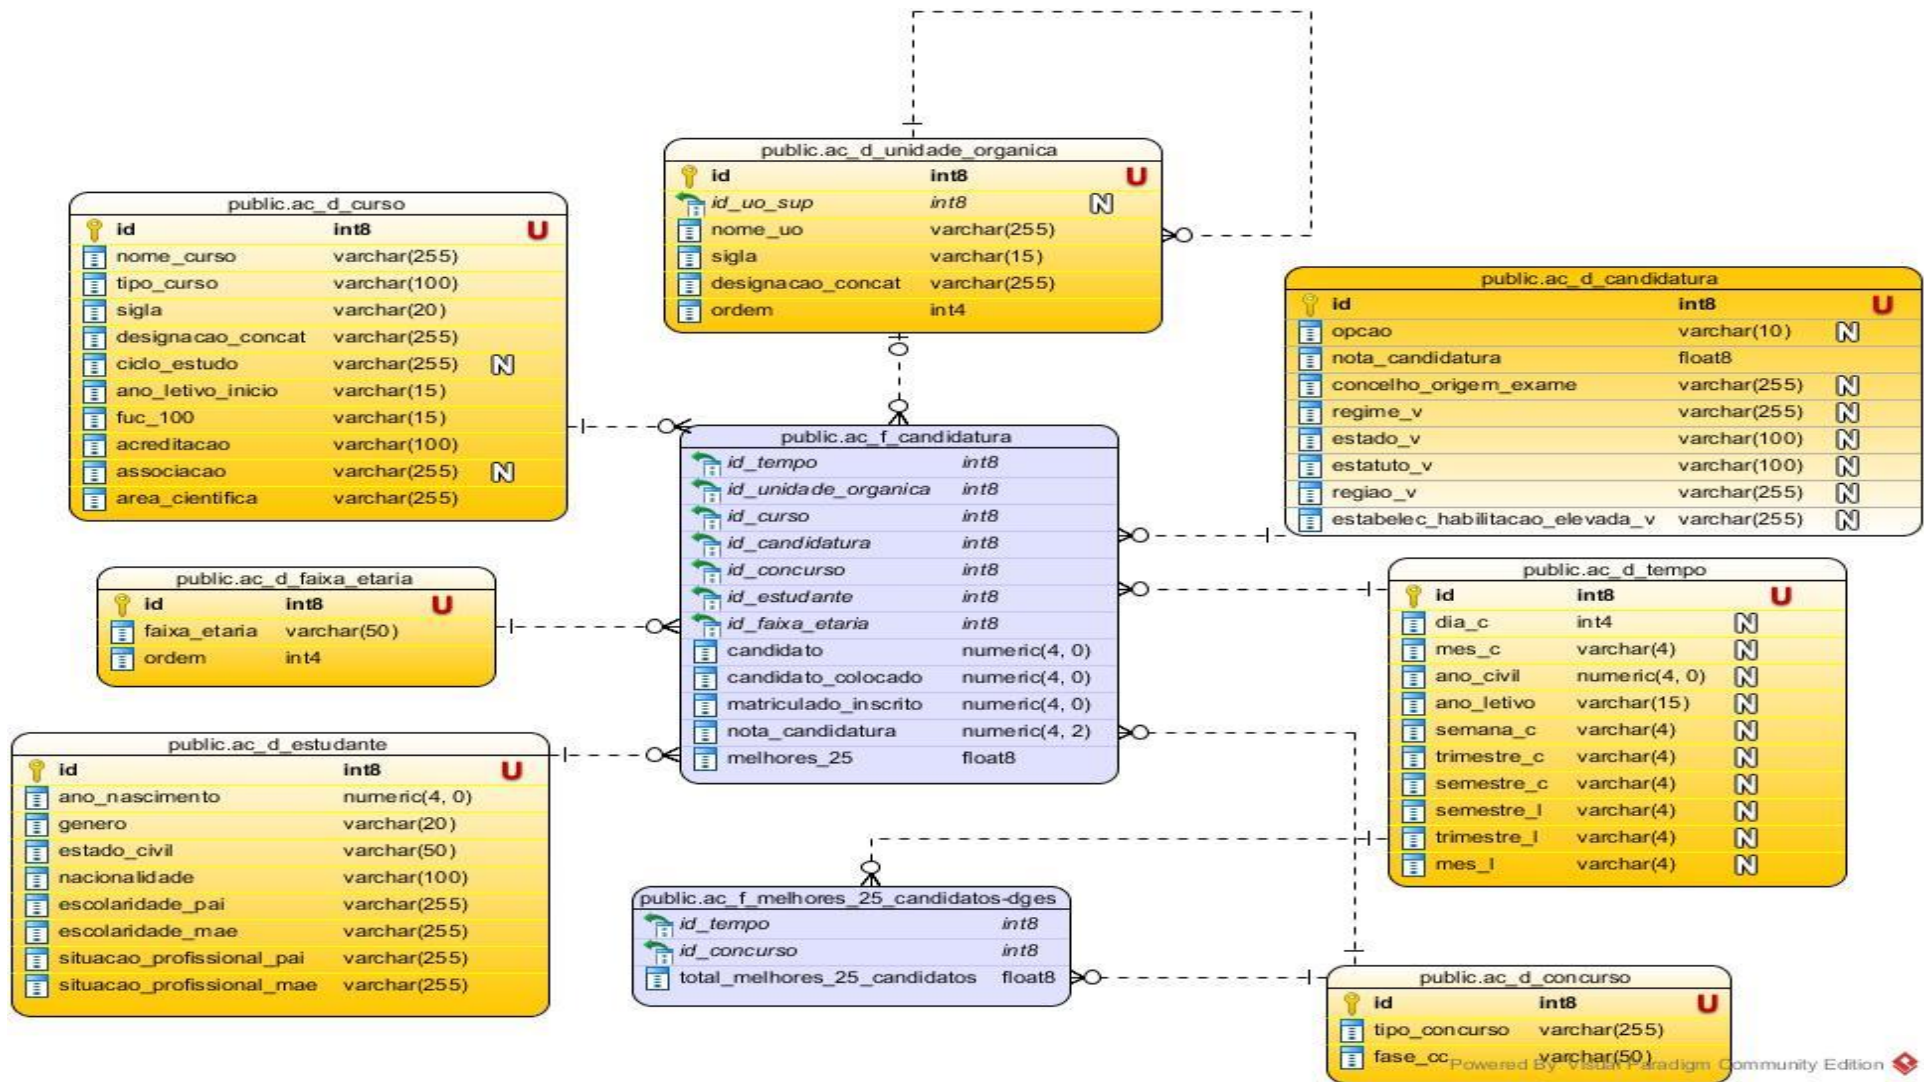 public.ac_d_unidade_organica
id int8 U
id_uo_sup int8 N
nome_uo varchar(255)
sigla varchar(15)
designacao_concat varchar(255)
ordem int4
public.ac_d_curso
id int8 U
nome_curso varchar(255)
tipo_curso varchar(100)
sigla varchar(20)
designacao_concat varchar(255)
ciclo_estudo varchar(255) N
ano_letivo_inicio varchar(15)
fuc_100 varchar(15)
acreditacao varchar(100)
associacao varchar(255) N
area_cientifica varchar(255)
public.ac_d_candidatura
id int8 U
opcao varchar(10) N
nota_candidatura float8
concelho_origem_exame varchar(255) N
regime_v varchar(255) N
estado_v varchar(100) N
estatuto_v varchar(100) N
regiao_v varchar(255) N
estabelec_habilitacao_elevada_v varchar(255) N
public.ac_f_candidatura
id_tempo int8
id_unidade_organica int8
id_curso int8
id_candidatura int8
id_concurso int8
id_estudante int8
id_faixa_etaria int8
candidato numeric(4, 0)
candidato_colocado numeric(4, 0)
matriculado_inscrito numeric(4, 0)
nota_candidatura numeric(4, 2)
melhores_25 float8
public.ac_d_faixa_etaria
id int8 U
faixa_etaria varchar(50)
ordem int4
public.ac_d_tempo
id int8 U
dia_c int4 N
mes_c varchar(4) N
ano_civil numeric(4, 0) N
ano_letivo varchar(15) N
semana_c varchar(4) N
trimestre_c varchar(4) N
semestre_c varchar(4) N
semestre_l varchar(4) N
trimestre_l varchar(4) N
mes_l varchar(4) N
public.ac_d_estudante
id int8 U
ano_nascimento numeric(4, 0)
genero varchar(20)
estado_civil varchar(50)
nacionalidade varchar(100)
escolaridade_pai varchar(255)
escolaridade_mae varchar(255)
situacao_profissional_pai varchar(255)
situacao_profissional_mae varchar(255)
public.ac_f_melhores_25_candidatos-dges
id_tempo int8
id_concurso int8
total_melhores_25_candidatos float8
public.ac_d_concurso
id int8 U
tipo_concurso varchar(255)
fase_cc varchar(50)
Powered By Visual Paradigm Community Edition